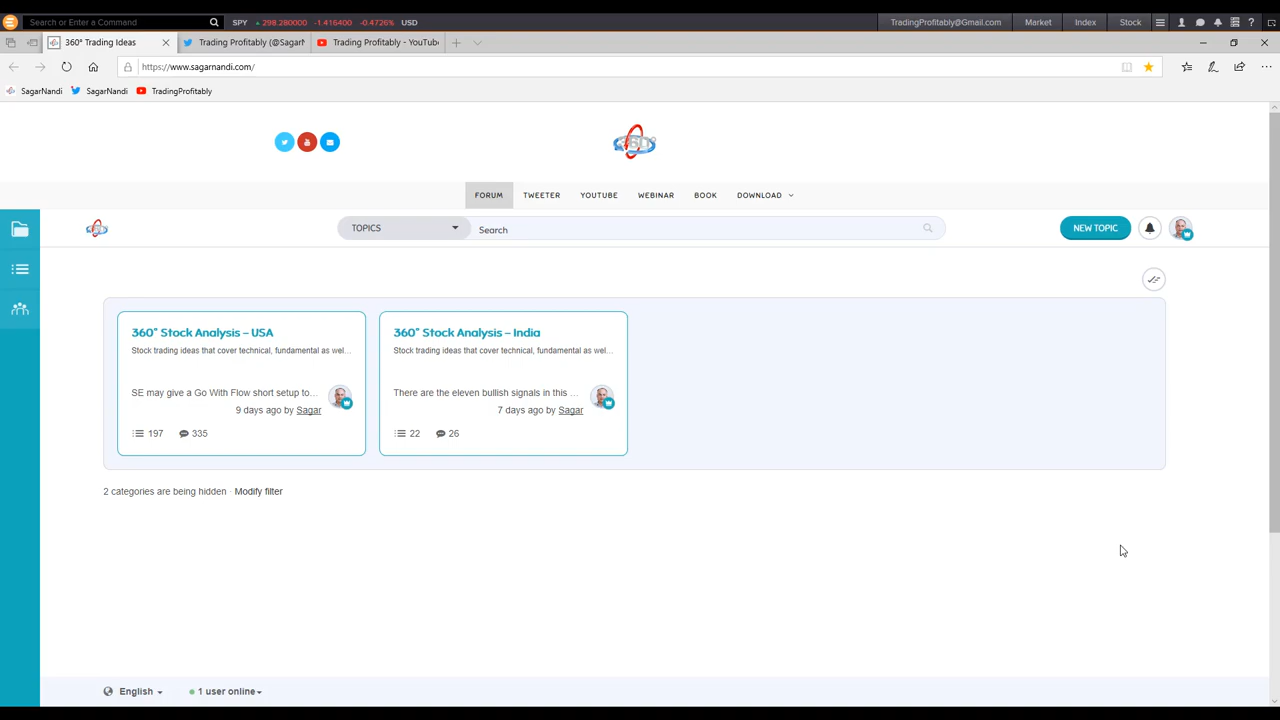 Search or Enter a Command
SPY 298.280000 -1.416400 -0.4726% USD
TradingProfitably@Gmail.com Market Index Stock
360° Trading Ideas
Trading Profitably (@SagarN
Trading Profitably - YouTube
https://www.sagarnandi.com/
SagarNandi SagarNandi TradingProfitably
360°
FORUM TWEETER YOUTUBE WEBINAR BOOK DOWNLOAD
TOPICS Search NEW TOPIC
360° Stock Analysis – USA
Stock trading ideas that cover technical, fundamental as wel...
SE may give a Go With Flow short setup to...
9 days ago by Sagar
197 335
360° Stock Analysis – India
Stock trading ideas that cover technical, fundamental as wel...
There are the eleven bullish signals in this ...
7 days ago by Sagar
22 26
2 categories are being hidden · Modify filter
English 1 user online